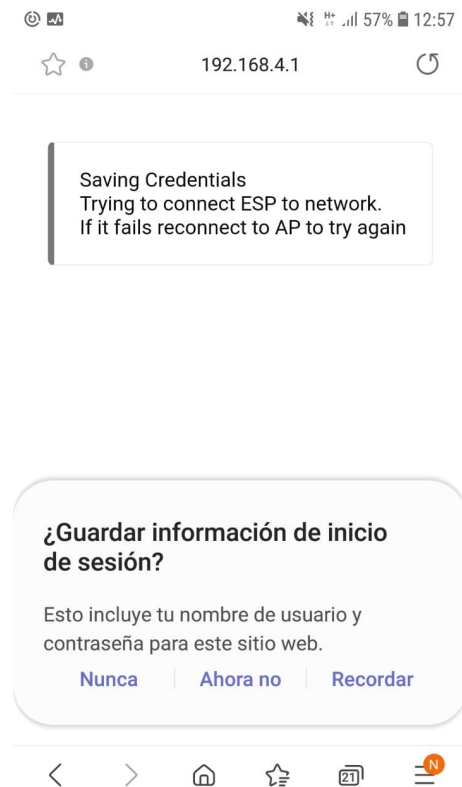 57% 12:57
192.168.4.1
Saving Credentials
Trying to connect ESP to network.
If it fails reconnect to AP to try again
¿Guardar información de inicio
de sesión?
Esto incluye tu nombre de usuario y
contraseña para este sitio web.
Nunca Ahora no Recordar
21 N